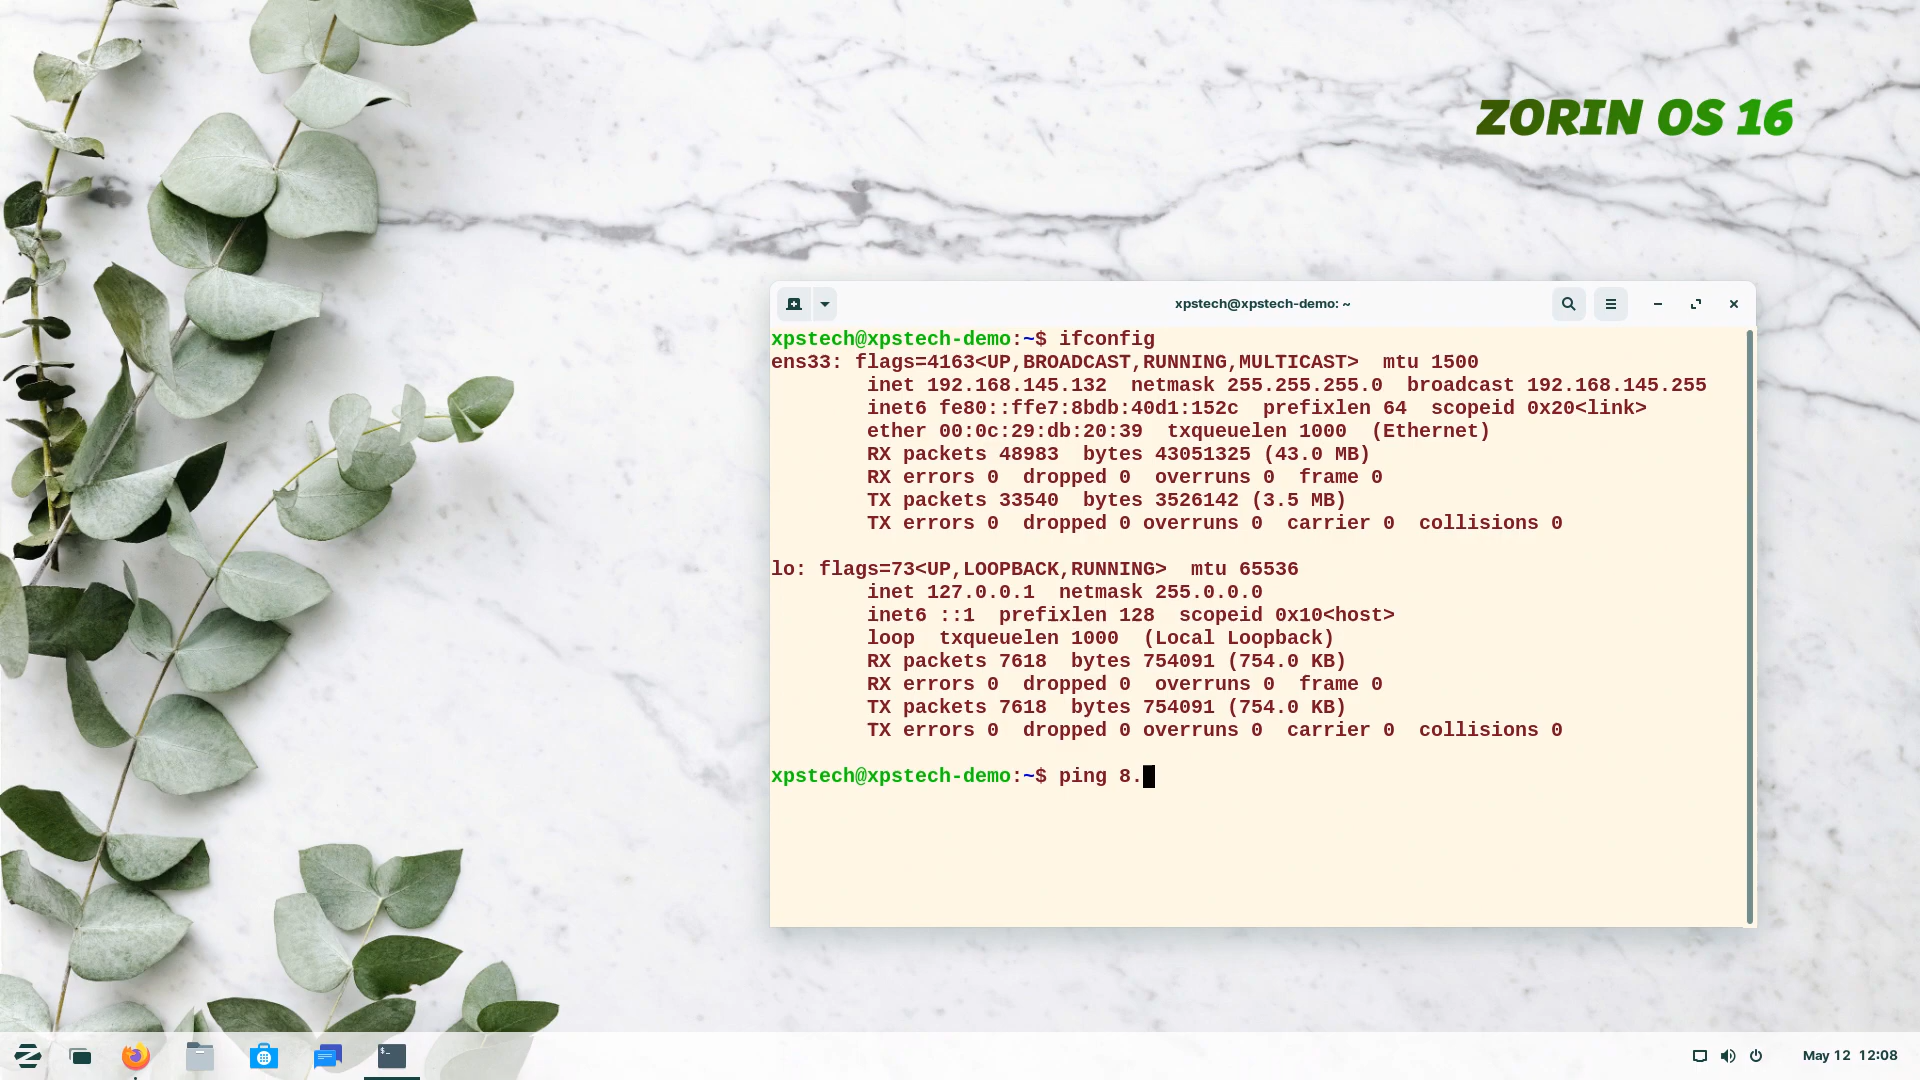 ZORIN OS 16
xpstech@xpstech-demo: ~
xpstech@xpstech-demo:~$ ifconfig
ens33: flags=4163<UP,BROADCAST,RUNNING,MULTICAST>  mtu 1500
        inet 192.168.145.132  netmask 255.255.255.0  broadcast 192.168.145.255
        inet6 fe80::ffe7:8bdb:40d1:152c  prefixlen 64  scopeid 0x20<link>
        ether 00:0c:29:db:20:39  txqueuelen 1000  (Ethernet)
        RX packets 48983  bytes 43051325 (43.0 MB)
        RX errors 0  dropped 0  overruns 0  frame 0
        TX packets 33540  bytes 3526142 (3.5 MB)
        TX errors 0  dropped 0 overruns 0  carrier 0  collisions 0
lo: flags=73<UP,LOOPBACK,RUNNING>  mtu 65536
        inet 127.0.0.1  netmask 255.0.0.0
        inet6 ::1  prefixlen 128  scopeid 0x10<host>
        loop  txqueuelen 1000  (Local Loopback)
        RX packets 7618  bytes 754091 (754.0 KB)
        RX errors 0  dropped 0  overruns 0  frame 0
        TX packets 7618  bytes 754091 (754.0 KB)
        TX errors 0  dropped 0 overruns 0  carrier 0  collisions 0
xpstech@xpstech-demo:~$ ping 8.
May 12  12:08